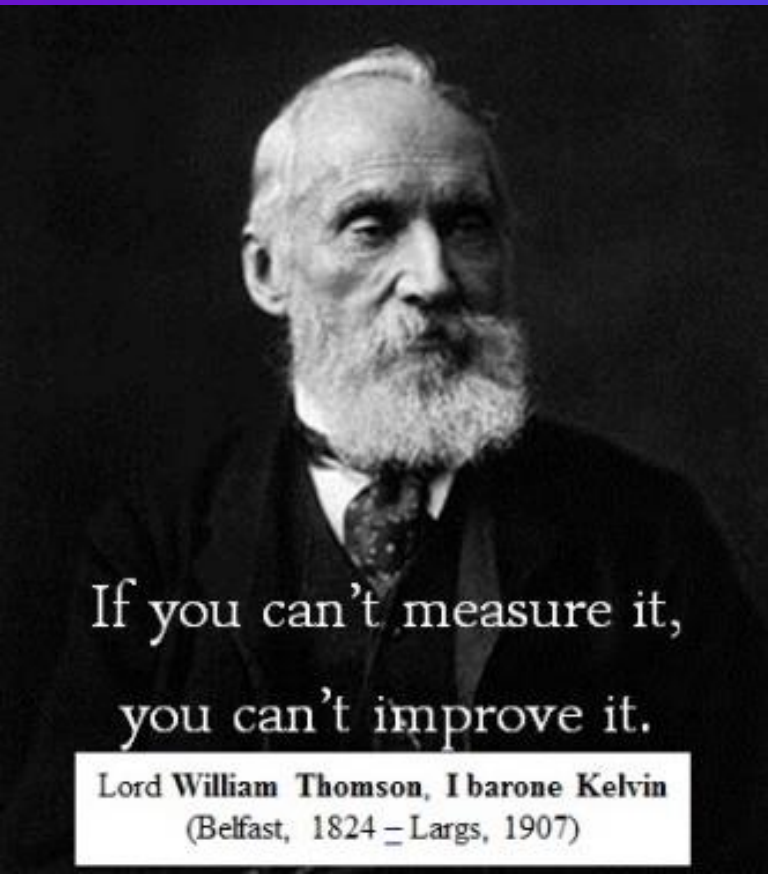 If you can't measure it,
you can't improve it.
Lord William Thomson, I barone Kelvin
(Belfast, 1824 – Largs, 1907)